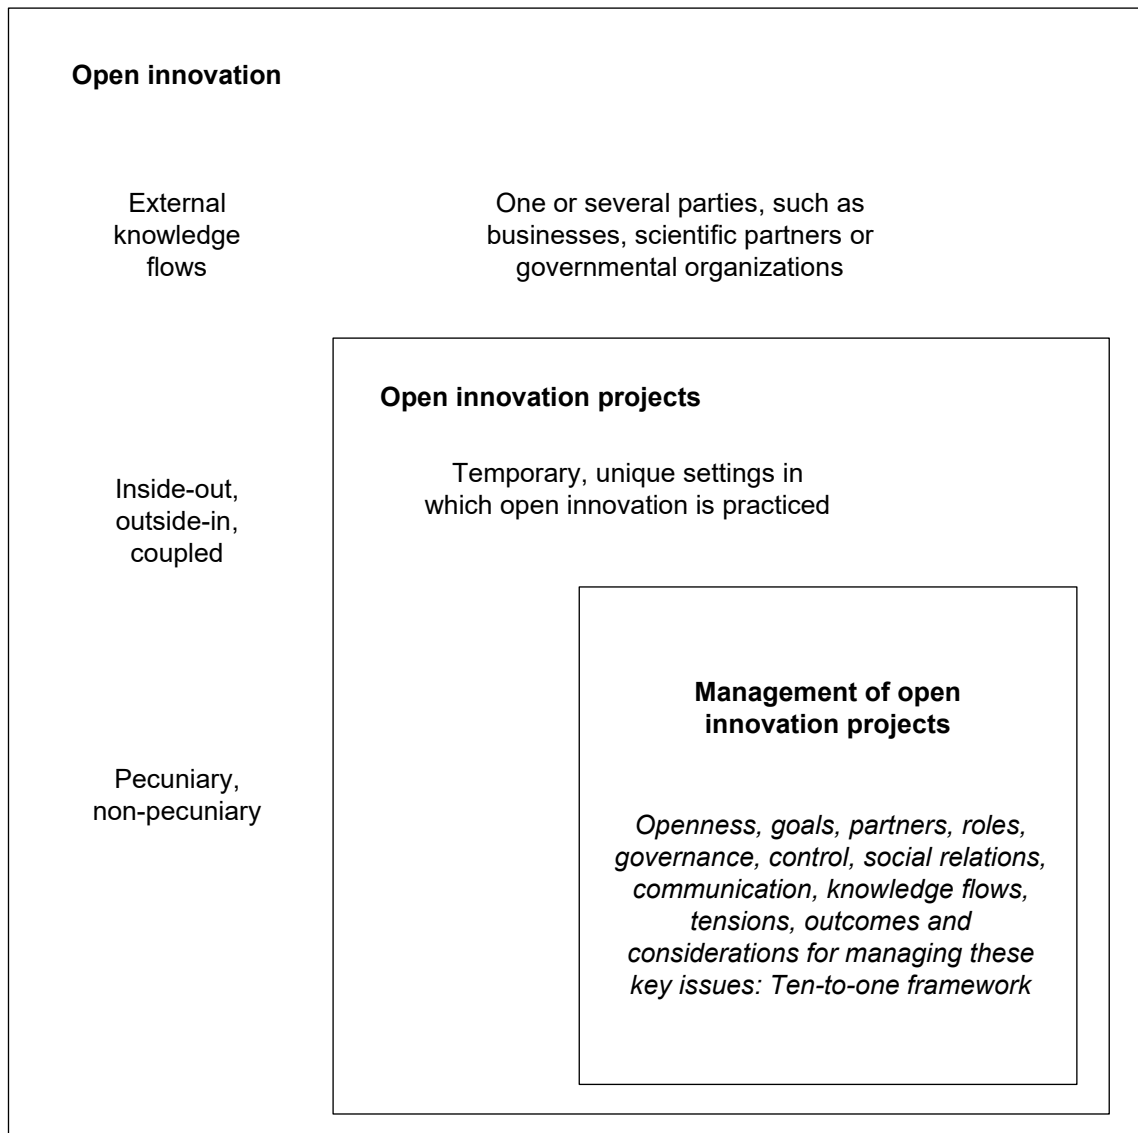 Open innovation
External
knowledge
flows
One or several parties, such as
businesses, scientific partners or
governmental organizations
Open innovation projects
Temporary, unique settings in
which open innovation is practiced
Inside-out,
outside-in,
coupled
Management of open
innovation projects
Pecuniary,
non-pecuniary
Openness, goals, partners, roles,
governance, control, social relations,
communication, knowledge flows,
tensions, outcomes and
considerations for managing these
key issues: Ten-to-one framework